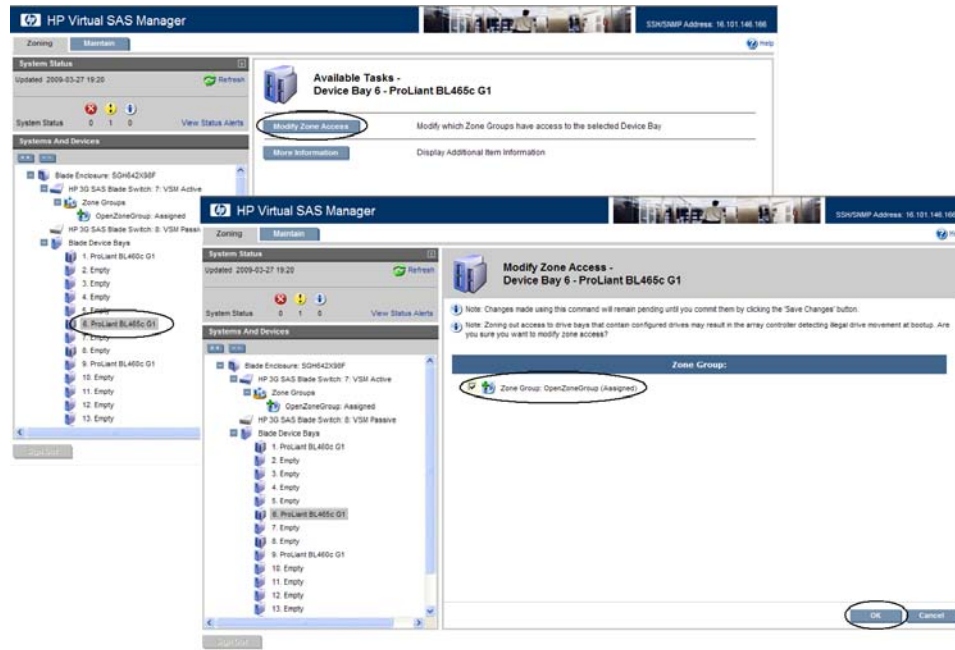 HP Virtual SAS Manager
SSH/SNMP Address: 16.101.146.166
Zoning
Maintain
Help
System Status
Updated 2009-03-27 19:20
Refresh
System Status 0 1 0 View Status Alerts
Systems And Devices
Blade Enclosure: SGH642X98F
HP 3G SAS Blade Switch: 7: VSM Active
Zone Groups
OpenZoneGroup: Assigned
HP 3G SAS Blade Switch: 8: VSM Passi
Blade Device Bays
1. ProLiant BL460c G1
2. Empty
3. Empty
4. Empty
5. Empty
6. ProLiant BL465c G1
7. Empty
8. Empty
9. ProLiant BL460c G1
10. Empty
11. Empty
12. Empty
13. Empty
Sign Out
Available Tasks -
Device Bay 6 - ProLiant BL465c G1
Modify Zone Access
Modify which Zone Groups have access to the selected Device Bay
More Information
Display Additional Item Information
HP Virtual SAS Manager
SSH/SNMP Address: 16.101.146.166
Zoning
Maintain
System Status
Updated 2009-03-27 19:20
Refresh
System Status 0 1 0 View Status Alerts
Systems And Devices
Blade Enclosure: SGH642X98F
HP 3G SAS Blade Switch: 7: VSM Active
Zone Groups
OpenZoneGroup: Assigned
HP 3G SAS Blade Switch: 8: VSM Passive
Blade Device Bays
1. ProLiant BL460c G1
2. Empty
3. Empty
4. Empty
5. Empty
6. ProLiant BL465c G1
7. Empty
8. Empty
9. ProLiant BL460c G1
10. Empty
11. Empty
12. Empty
13. Empty
Sign Out
Modify Zone Access -
Device Bay 6 - ProLiant BL465c G1
Note: Changes made using this command will remain pending until you commit them by clicking the 'Save Changes' button.
Note: Zoning out access to drive bays that contain configured drives may result in the array controller detecting illegal drive movement at bootup. Are
you sure you want to modify zone access?
Zone Group:
Zone Group: OpenZoneGroup (Assigned)
OK
Cancel